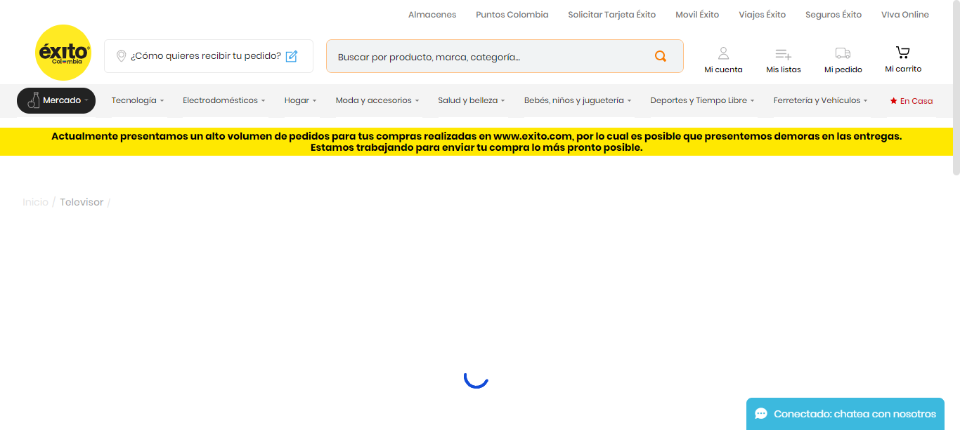 Almacenes Puntos Colombia Solicitar Tarjeta Éxito Movil Éxito Viajes Éxito Seguros Éxito VIva Online
éxito
Colombia
¿Cómo quieres recibir tu pedido?
Buscar por producto, marca, categoría...
Mi cuenta Mis listas Mi pedido Mi carrito
Mercado Tecnología Electrodomésticos Hogar Moda y accesorios Salud y belleza Bebés, niños y juguetería Deportes y Tiempo Libre Ferretería y Vehículos En Casa
Actualmente presentamos un alto volumen de pedidos para tus compras realizadas en www.exito.com, por lo cual es posible que presentemos demoras en las entregas.
Estamos trabajando para enviar tu compra lo más pronto posible.
Inicio / Televisor /
Conectado: chatea con nosotros